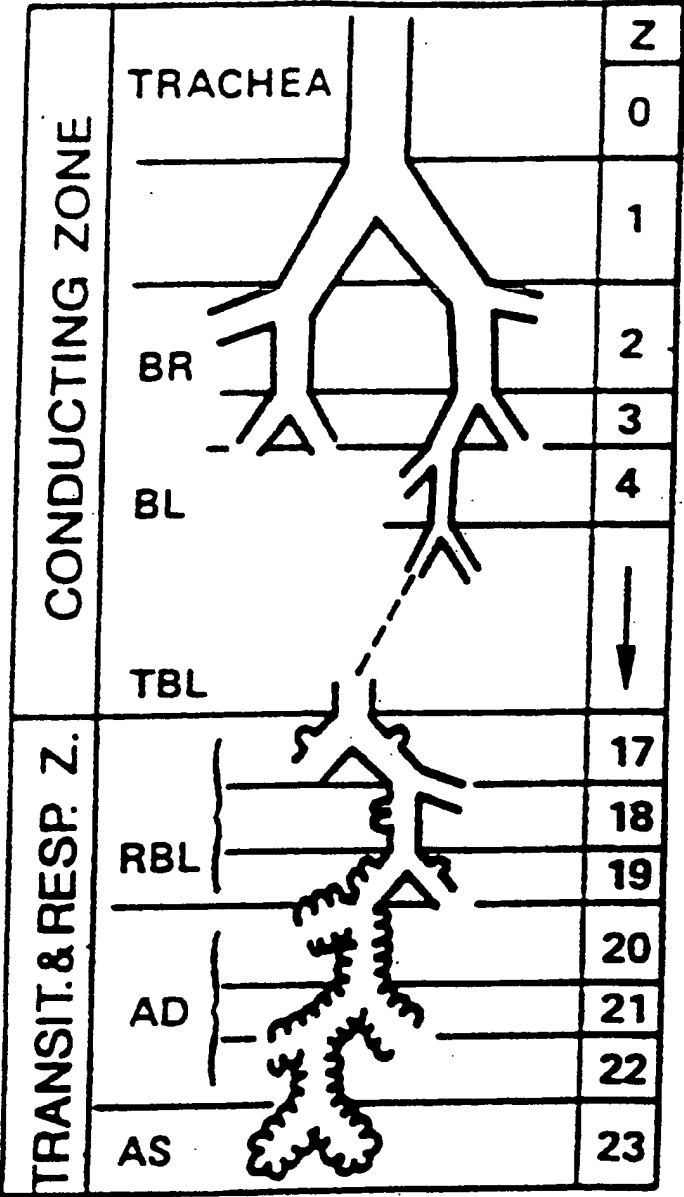 Z
TRACHEA
0
CONDUCTING ZONE
1
BR
2
3
BL
4
TBL
TRANSIT.& RESP. Z.
17
18
RBL
19
20
AD
21
22
AS
23